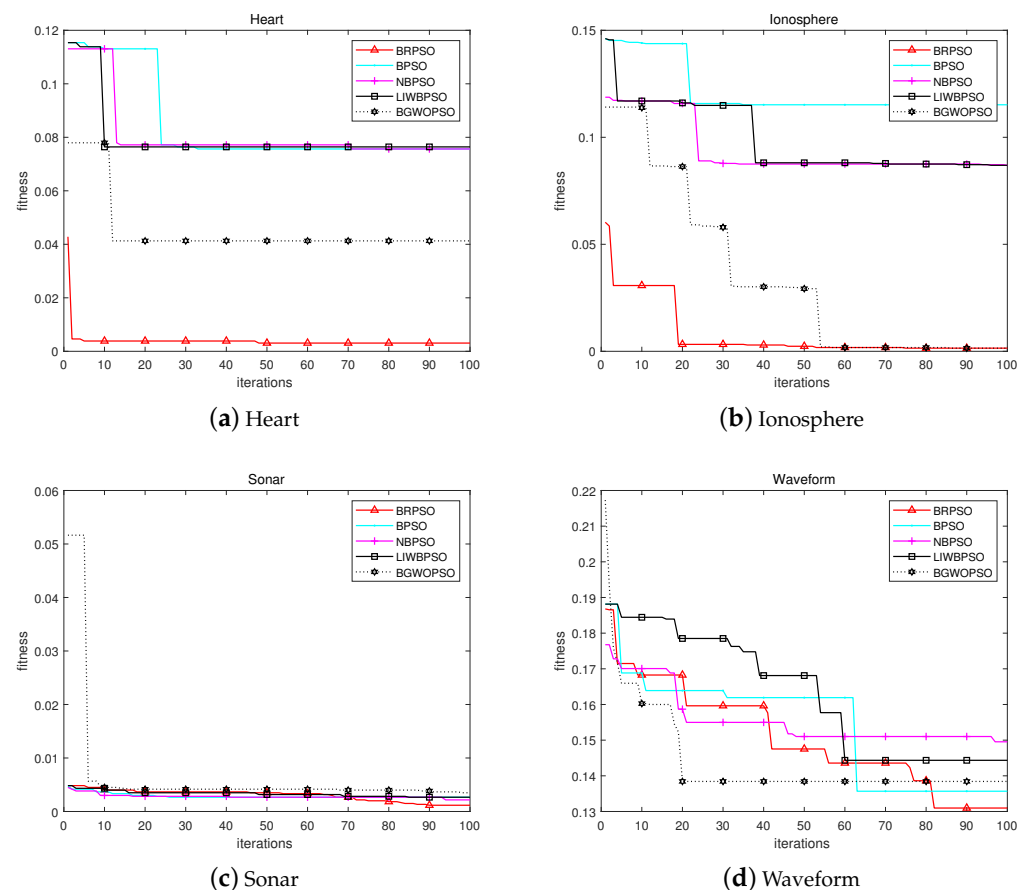 Heart
0.12
0.1
0.08
0.06
0.04
0.02
0
fitness
BRPSO
BPSO
NBPSO
LIWBPSO
BGWOPSO
0 10 20 30 40 50 60 70 80 90 100
iterations
(a) Heart
Ionosphere
0.15
0.1
0.05
0
fitness
BRPSO
BPSO
NBPSO
LIWBPSO
BGWOPSO
0 10 20 30 40 50 60 70 80 90 100
iterations
(b) Ionosphere
Sonar
0.06
0.05
0.04
0.03
0.02
0.01
0
fitness
BRPSO
BPSO
NBPSO
LIWBPSO
BGWOPSO
0 10 20 30 40 50 60 70 80 90 100
iterations
(c) Sonar
Waveform
0.22
0.21
0.2
0.19
0.18
0.17
0.16
0.15
0.14
0.13
fitness
BRPSO
BPSO
NBPSO
LIWBPSO
BGWOPSO
0 10 20 30 40 50 60 70 80 90 100
iterations
(d) Waveform